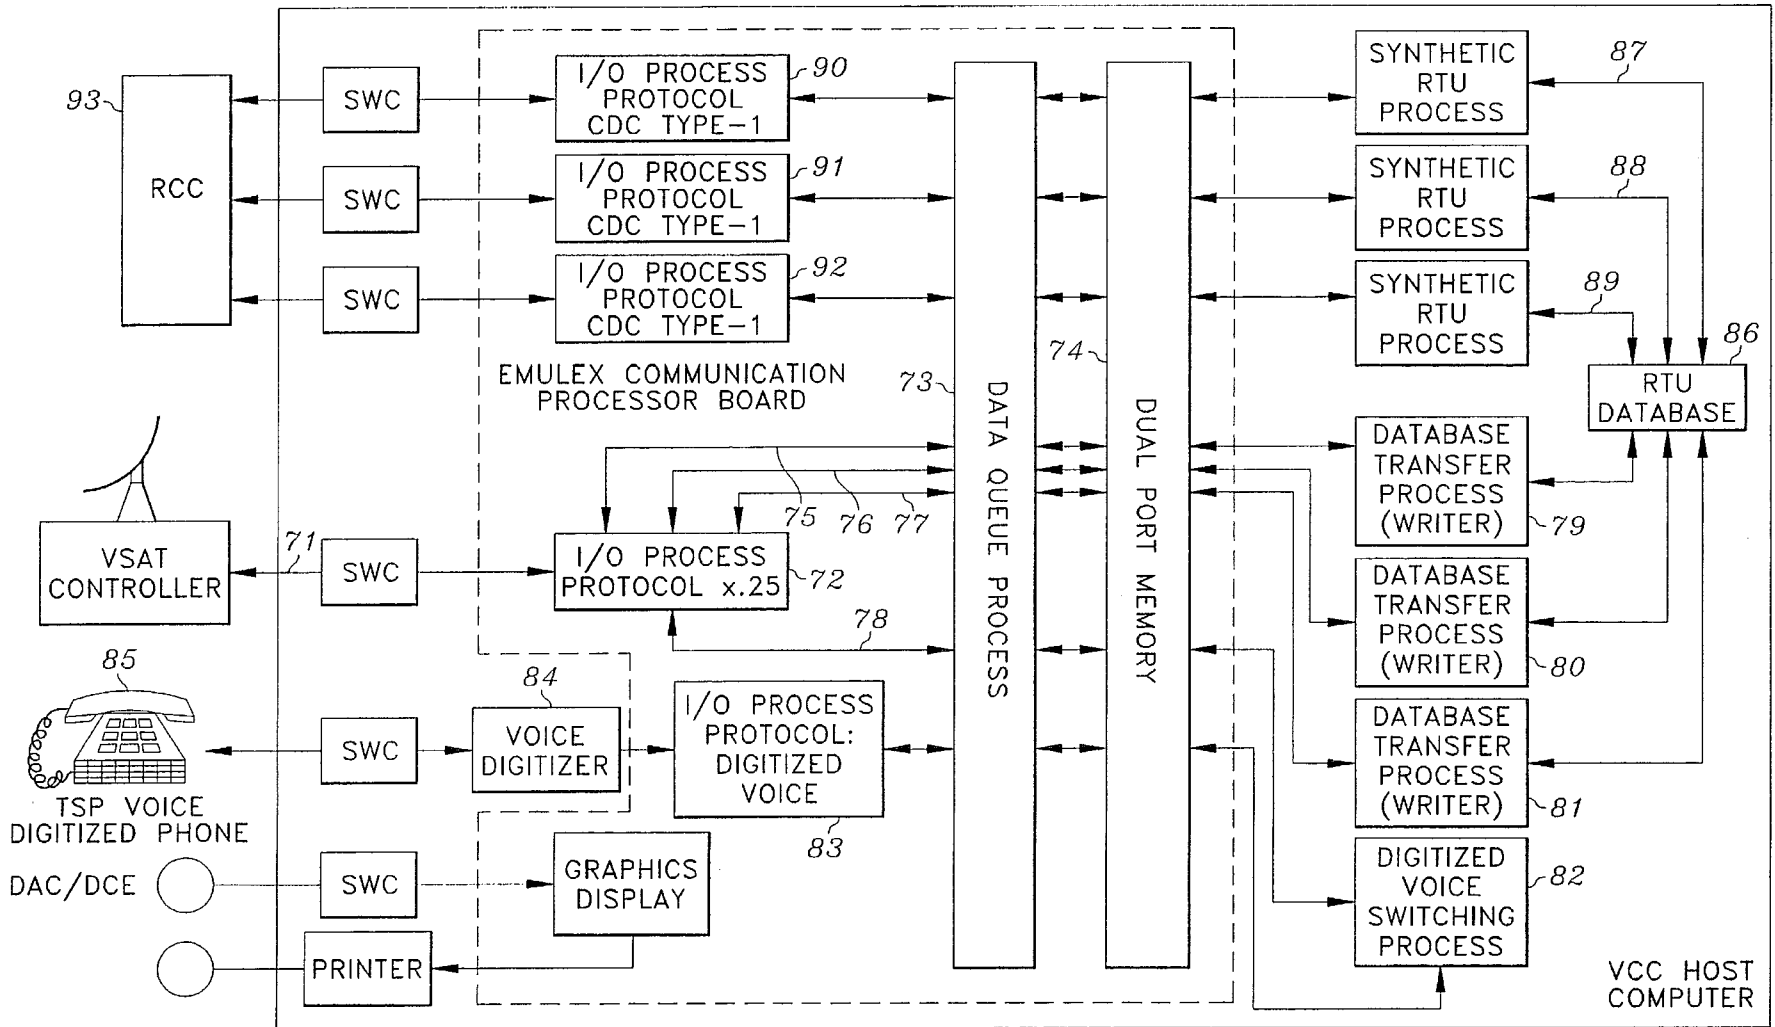 93
RCC
SWC
I/O PROCESS
PROTOCOL
CDC TYPE-1
90
SWC
I/O PROCESS
PROTOCOL
CDC TYPE-1
91
SWC
I/O PROCESS
PROTOCOL
CDC TYPE-1
92
EMULEX COMMUNICATION
PROCESSOR BOARD
73
DATA QUEUE PROCESS
74
DUAL PORT MEMORY
SYNTHETIC
RTU
PROCESS
87
SYNTHETIC
RTU
PROCESS
88
SYNTHETIC
RTU
PROCESS
89
86
RTU
DATABASE
75
76
77
VSAT
CONTROLLER
71
SWC
I/O PROCESS
PROTOCOL x.25
72
78
DATABASE
TRANSFER
PROCESS
(WRITER)
79
DATABASE
TRANSFER
PROCESS
(WRITER)
80
DATABASE
TRANSFER
PROCESS
(WRITER)
81
85
TSP VOICE
DIGITIZED PHONE
SWC
84
VOICE
DIGITIZER
I/O PROCESS
PROTOCOL:
DIGITIZED
VOICE
83
DAC/DCE
SWC
GRAPHICS
DISPLAY
PRINTER
DIGITIZED
VOICE
SWITCHING
PROCESS
82
VCC HOST
COMPUTER